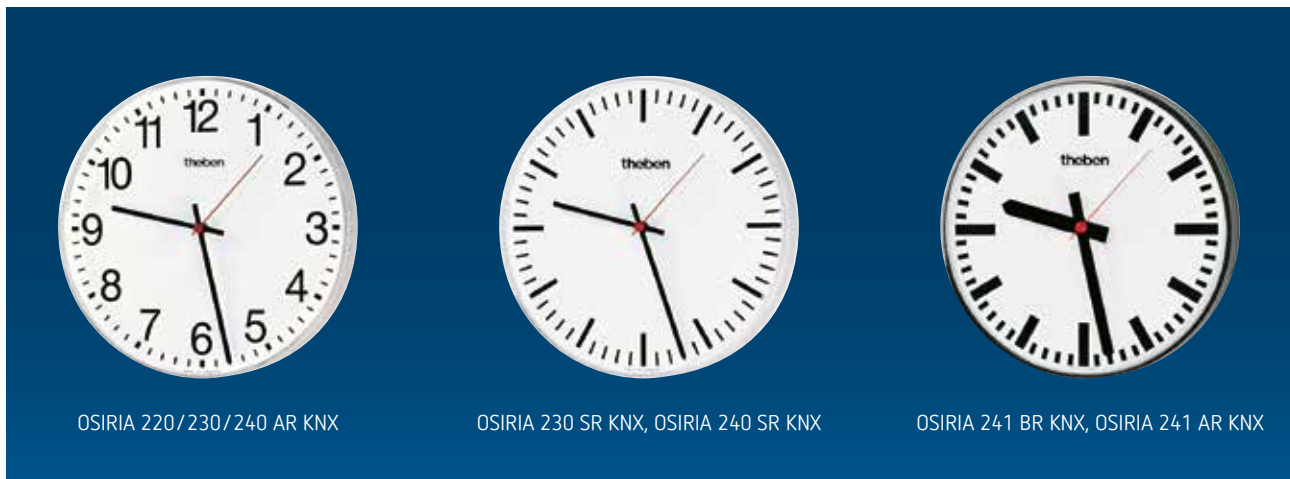 12
11 1
theben
10 2
9 3
8 4
7 5
6
theben
theben
OSIRIA 220/230/240 AR KNX
OSIRIA 230 SR KNX, OSIRIA 240 SR KNX
OSIRIA 241 BR KNX, OSIRIA 241 AR KNX